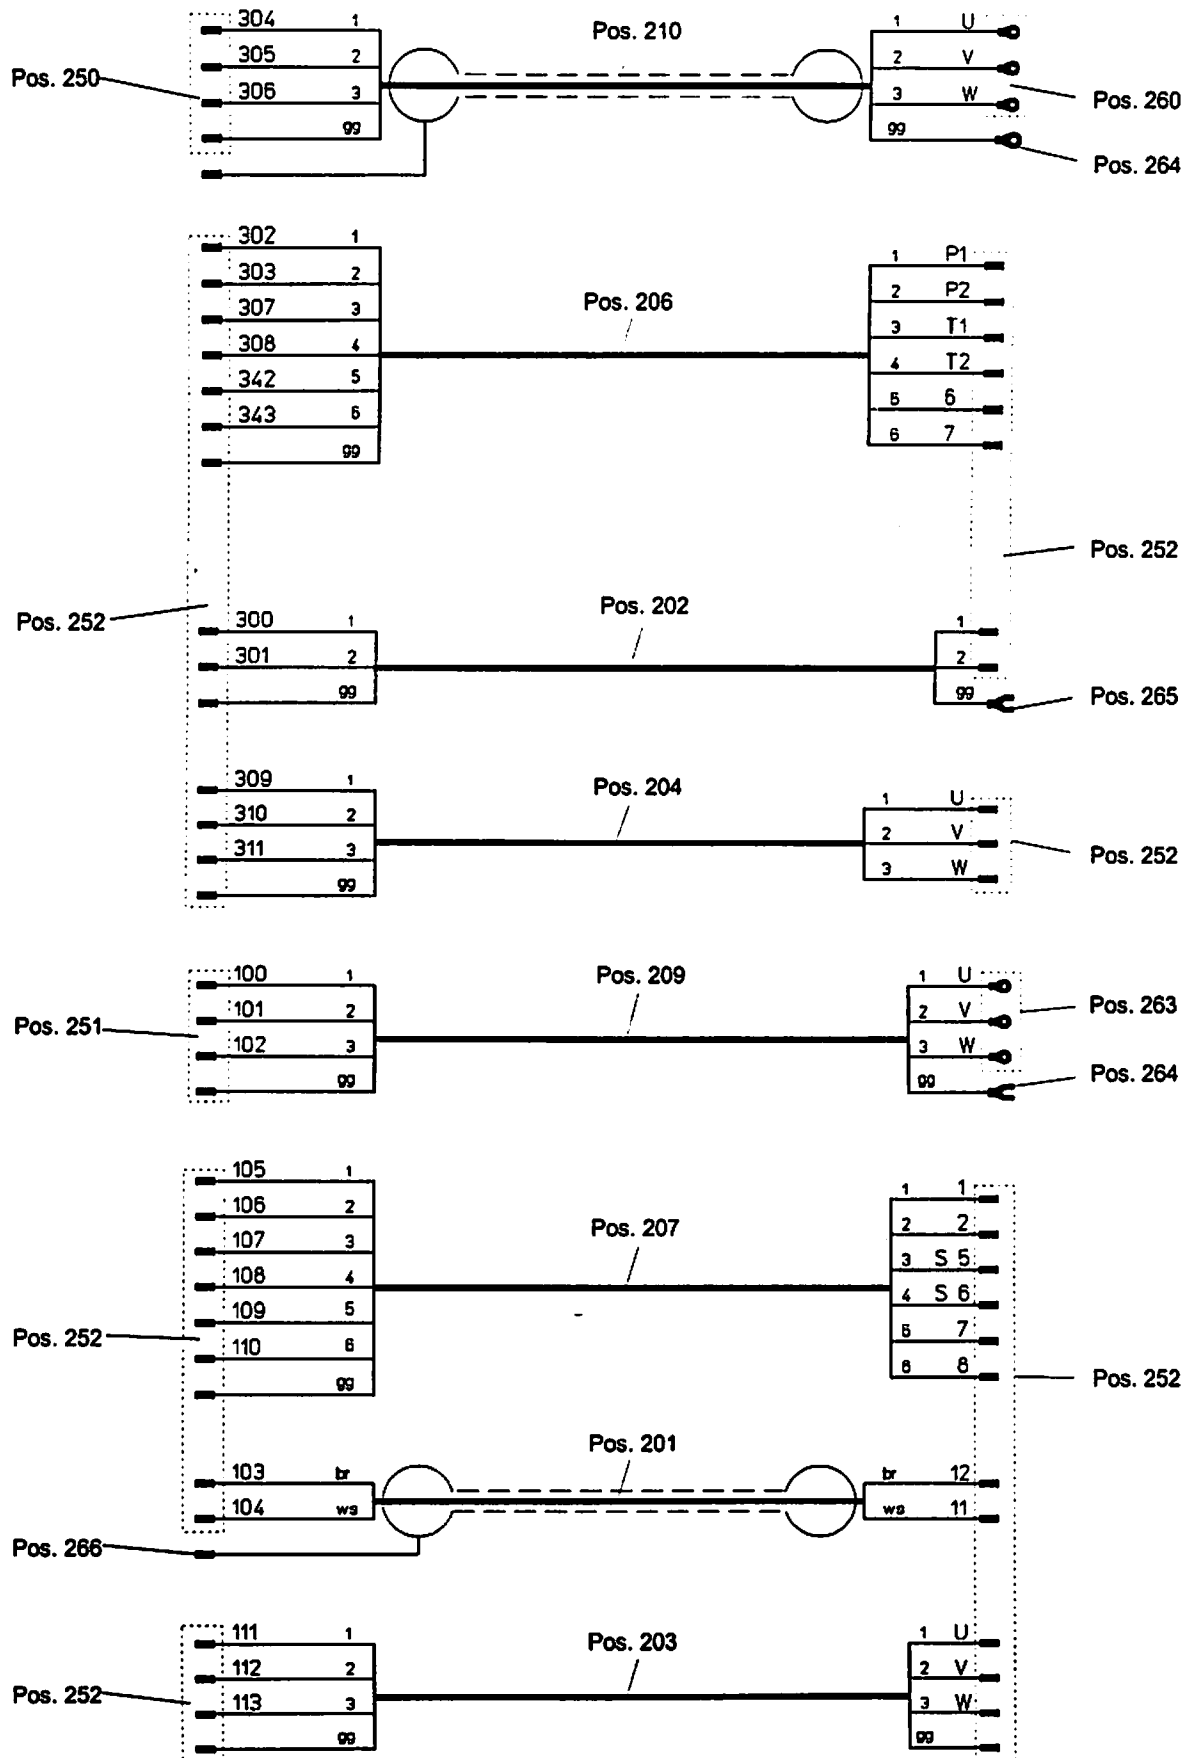 304 1 Pos. 210 1 U
305 2 2 V
Pos. 250 306 3 3 W Pos. 260
gg gg
Pos. 264
302 1
303 2 1 P1
307 3 Pos. 206 2 P2
308 4 3 T1
342 5 4 T2
343 6 5 6
gg 6 7
Pos. 252
Pos. 252 300 1 Pos. 202 1
301 2 2
gg gg Pos. 265
309 1 Pos. 204 1 U
310 2 2 V
311 3 3 W Pos. 252
gg
100 1 Pos. 209 1 U
101 2 2 V Pos. 263
Pos. 251 102 3 3 W
gg gg Pos. 264
105 1 1 1
106 2 2 2
107 3 Pos. 207 3 S 5
108 4 4 S 6
109 5 5 7
Pos. 252 110 6 6 8
gg Pos. 252
103 br Pos. 201 br 12
104 ws ws 11
Pos. 266
111 1 Pos. 203 1 U
112 2 2 V
Pos. 252 113 3 3 W
gg gg